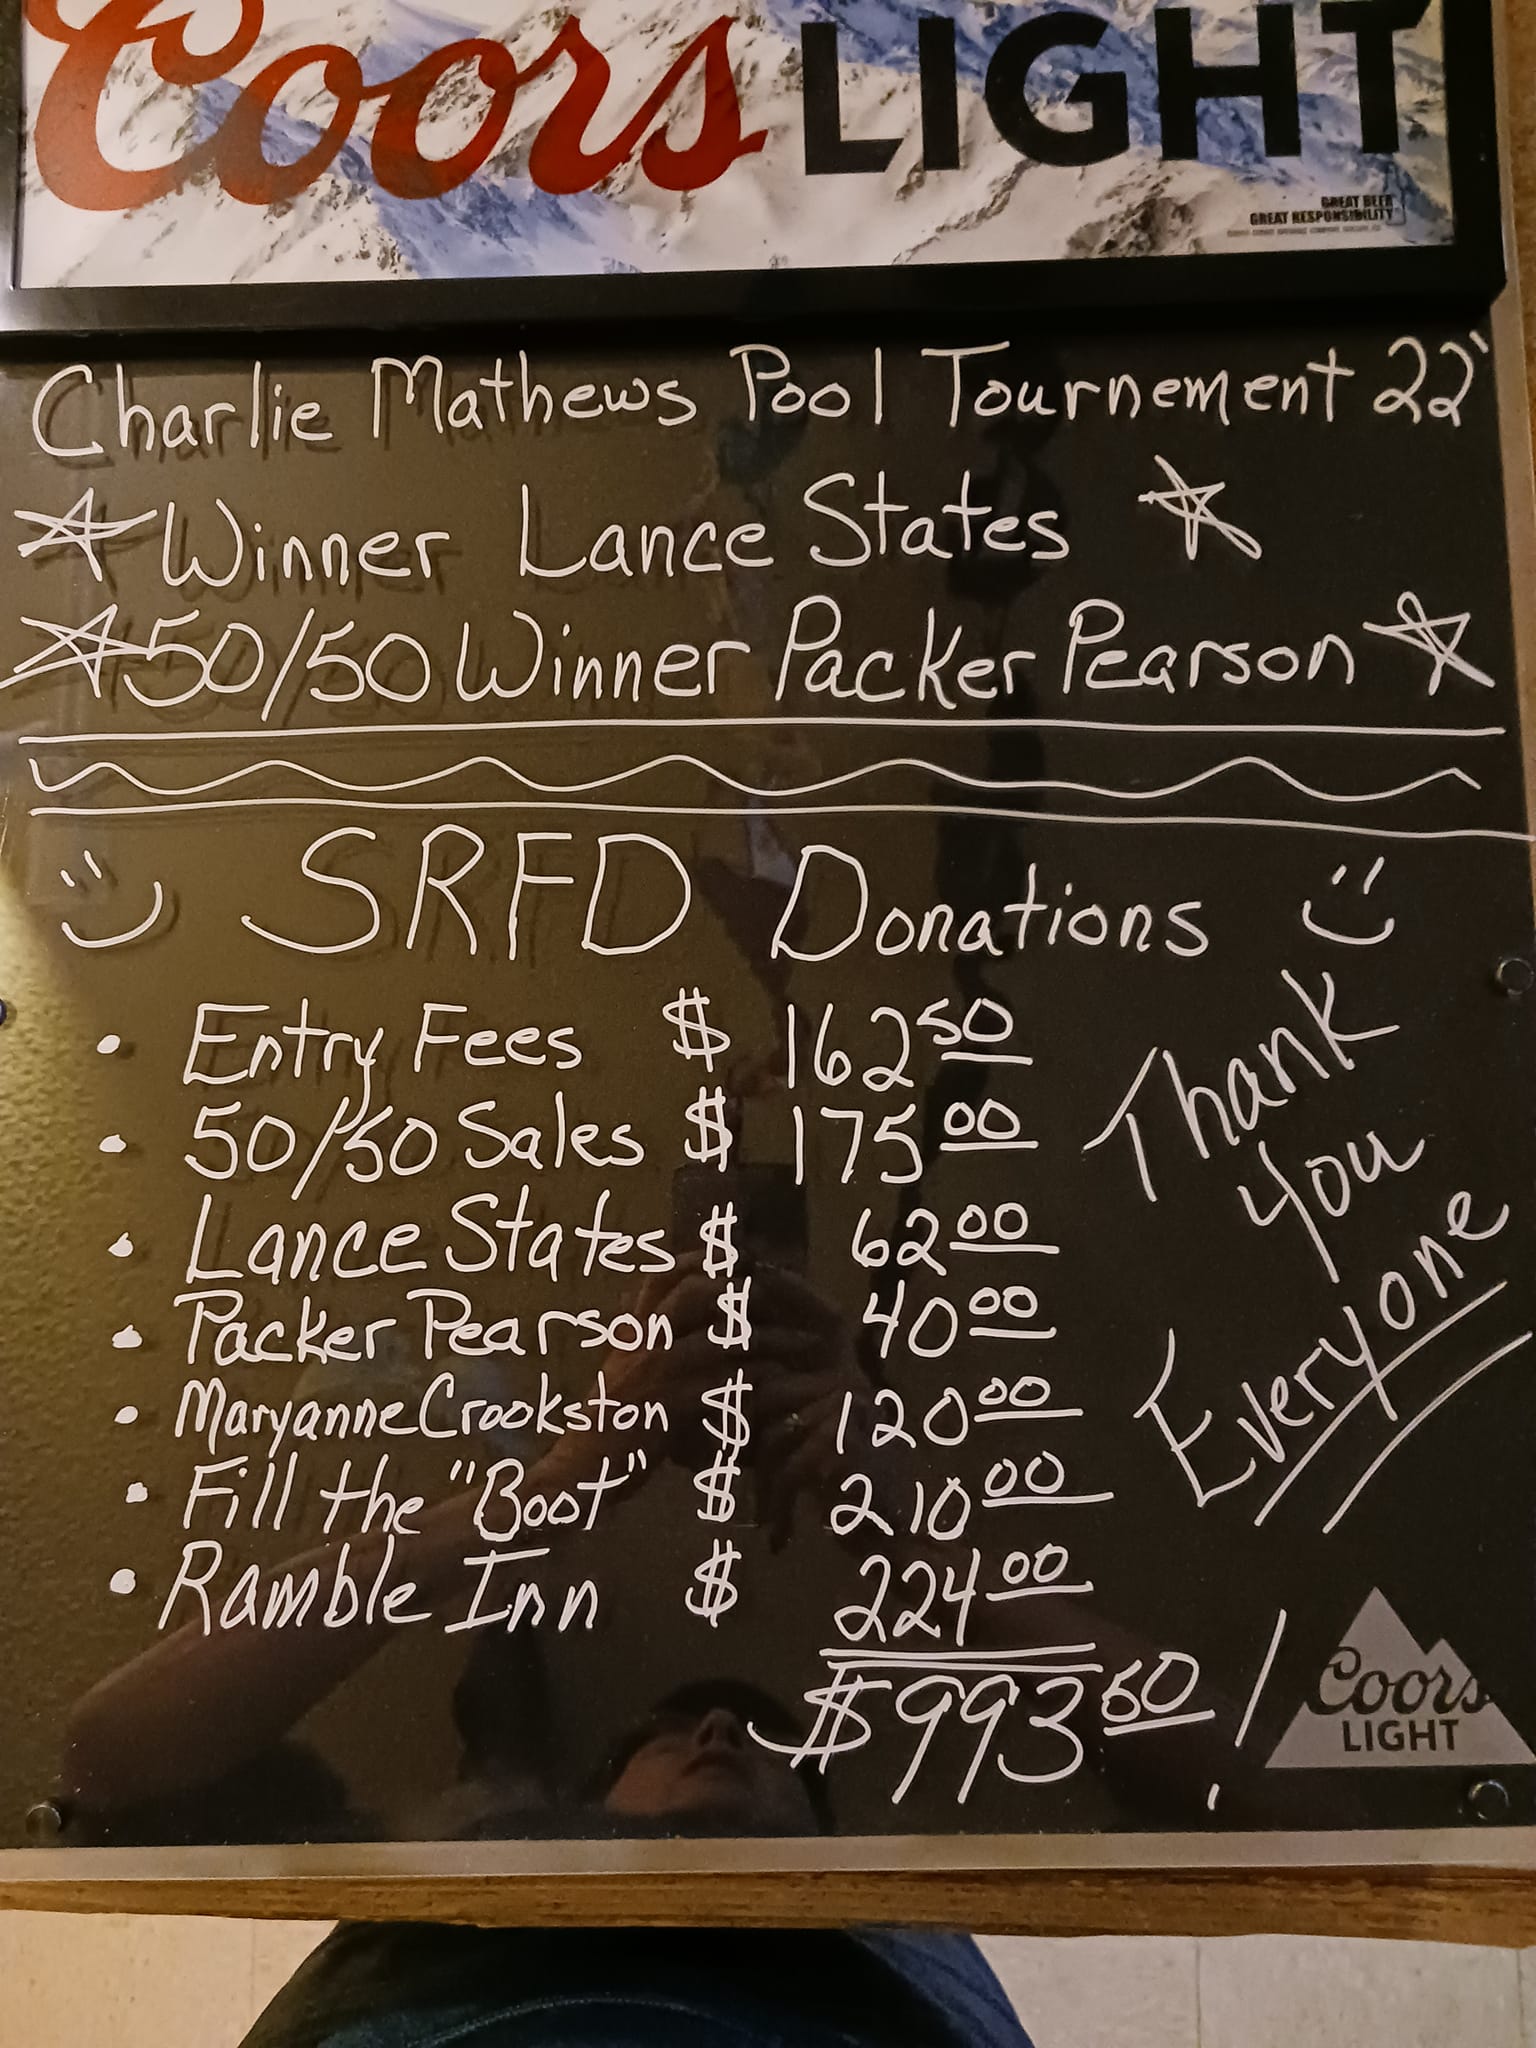 Coors LIGHT
GREAT BEER
GREAT RESPONSIBILITY
Charlie Mathews Pool Tournement 22'
Winner Lance States
50/50 Winner Packer Pearson
SRFD Donations
• Entry Fees $ 162 50
• 50/50 Sales $ 175 00
• Lance States $ 62 00
• Packer Pearson $ 40 00
• Maryanne Crookston $ 120 00
• Fill the "Boot" $ 210 00
• Ramble Inn $ 224 00
$993 50 !
Thank
You
Everyone
Coors
LIGHT